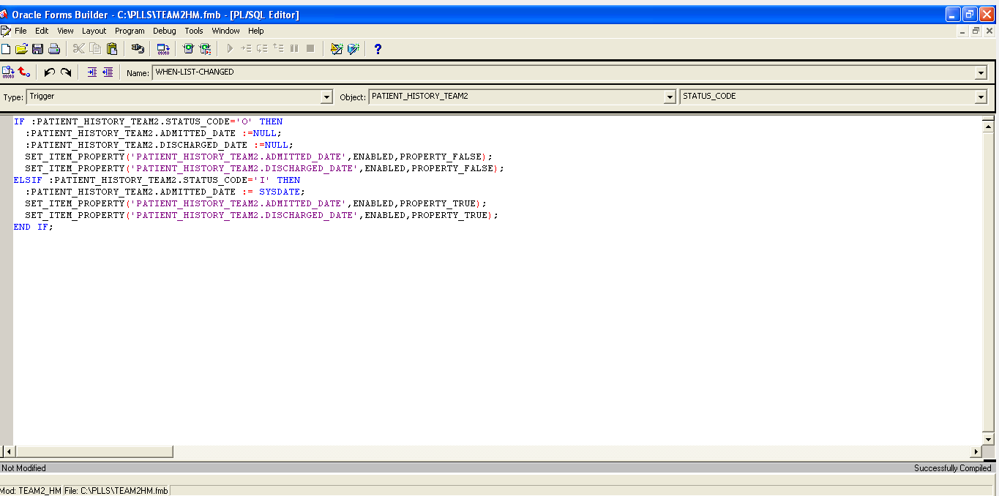 Oracle Forms Builder - C:\PLLS\TEAM2HM.fmb - [PL/SQL Editor]
File Edit View Layout Program Debug Tools Window Help
Name: WHEN-LIST-CHANGED
Type: Trigger Object: PATIENT_HISTORY_TEAM2 STATUS_CODE
IF :PATIENT_HISTORY_TEAM2.STATUS_CODE='O' THEN
  :PATIENT_HISTORY_TEAM2.ADMITTED_DATE :=NULL;
  :PATIENT_HISTORY_TEAM2.DISCHARGED_DATE :=NULL;
  SET_ITEM_PROPERTY('PATIENT_HISTORY_TEAM2.ADMITTED_DATE',ENABLED,PROPERTY_FALSE);
  SET_ITEM_PROPERTY('PATIENT_HISTORY_TEAM2.DISCHARGED_DATE',ENABLED,PROPERTY_FALSE);
ELSIF :PATIENT_HISTORY_TEAM2.STATUS_CODE='I' THEN
  :PATIENT_HISTORY_TEAM2.ADMITTED_DATE := SYSDATE;
  SET_ITEM_PROPERTY('PATIENT_HISTORY_TEAM2.ADMITTED_DATE',ENABLED,PROPERTY_TRUE);
  SET_ITEM_PROPERTY('PATIENT_HISTORY_TEAM2.DISCHARGED_DATE',ENABLED,PROPERTY_TRUE);
END IF;
Not Modified Successfully Compiled
Mod: TEAM2_HM File: C:\PLLS\TEAM2HM.fmb